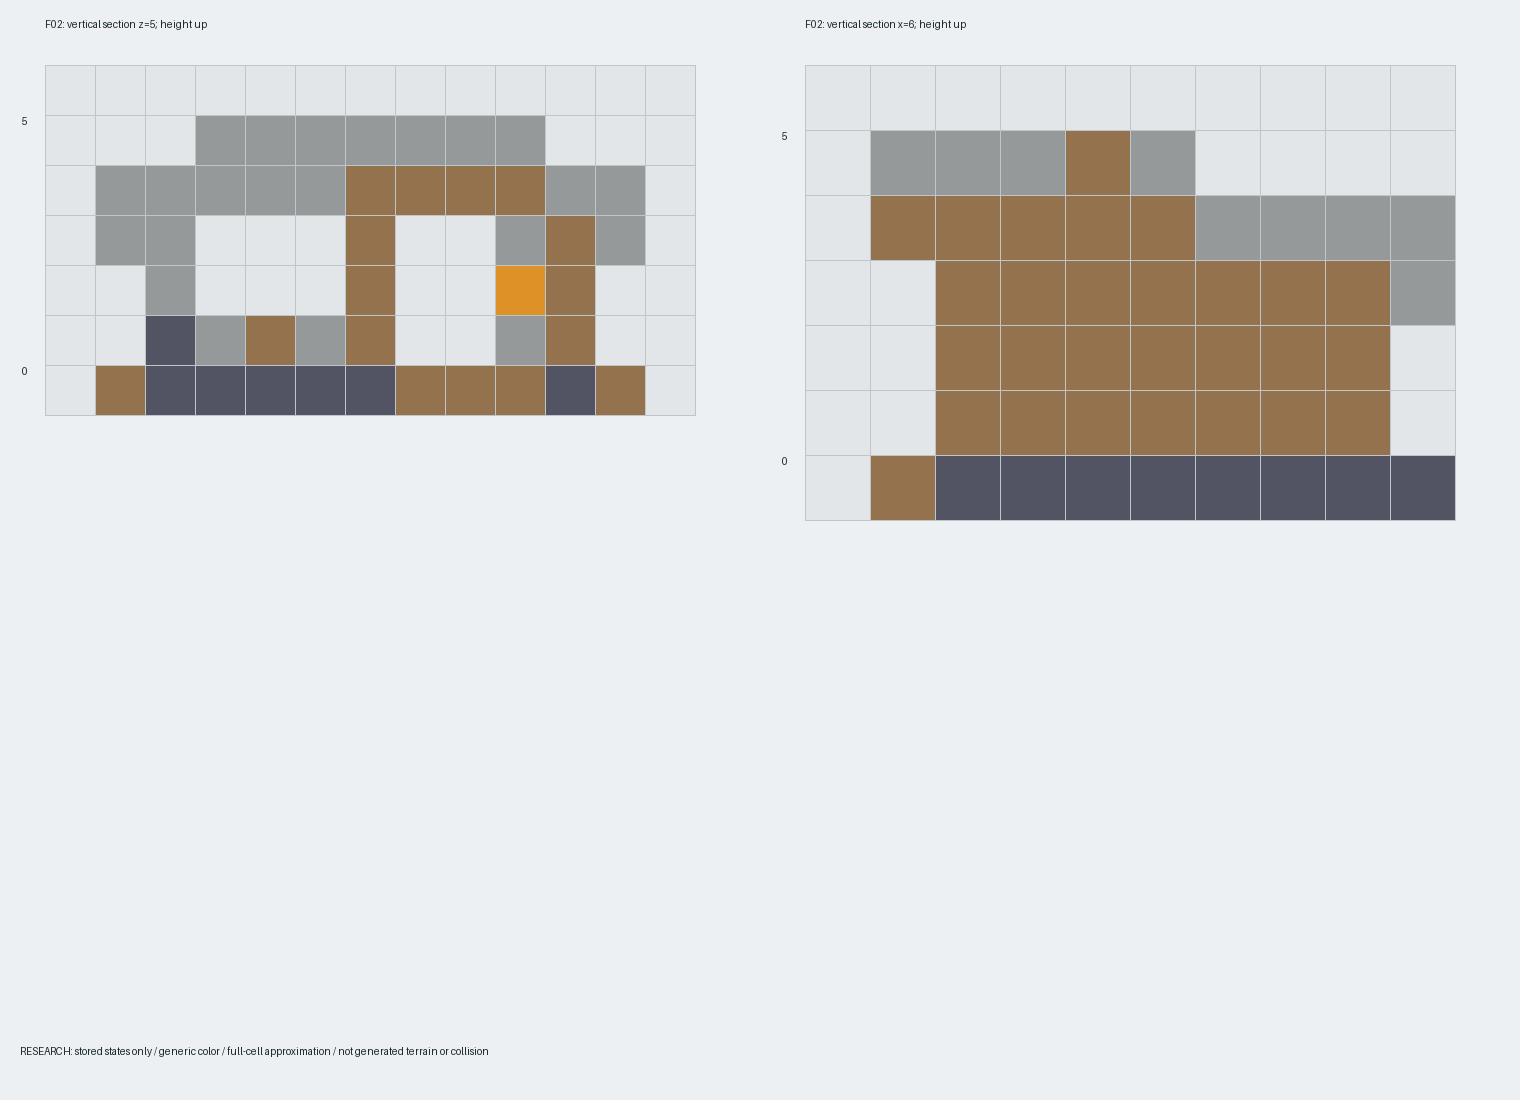 F02: vertical section z=5; height up
F02: vertical section x=6; height up
5
5
0
0
RESEARCH: stored states only / generic color / full-cell approximation / not generated terrain or collision